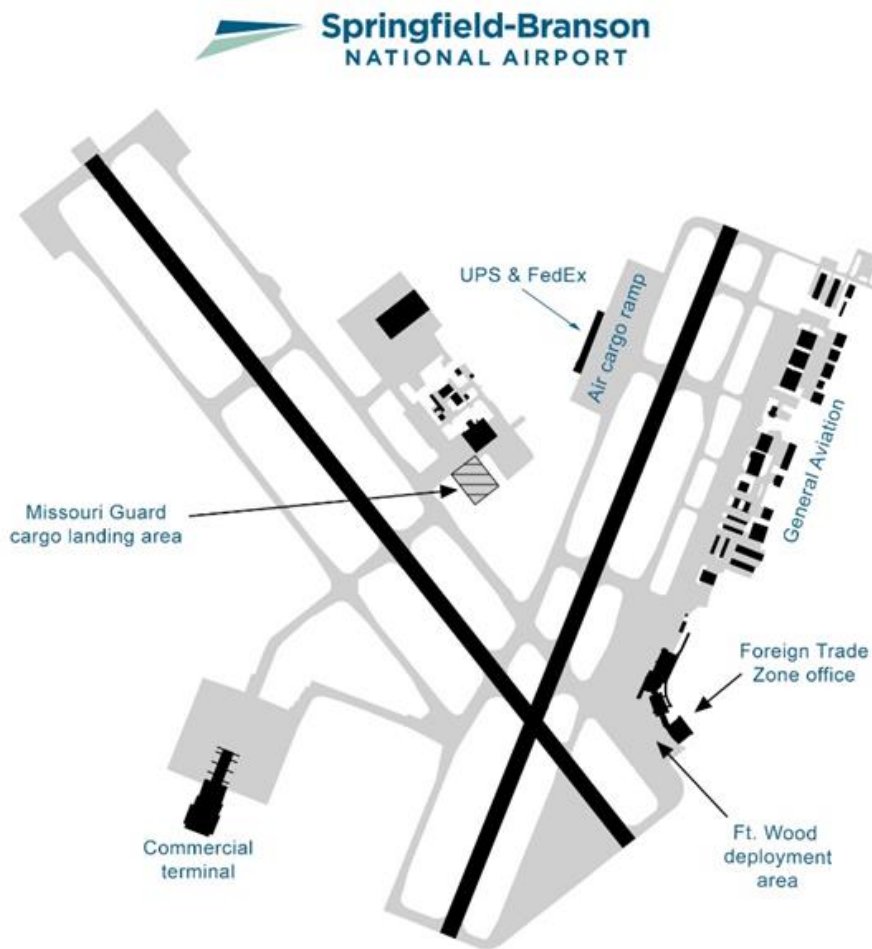 Springfield-Branson
NATIONAL AIRPORT
UPS & FedEx
Air cargo ramp
General Aviation
Missouri Guard
cargo landing area
Foreign Trade
Zone office
Ft. Wood
deployment
area
Commercial
terminal